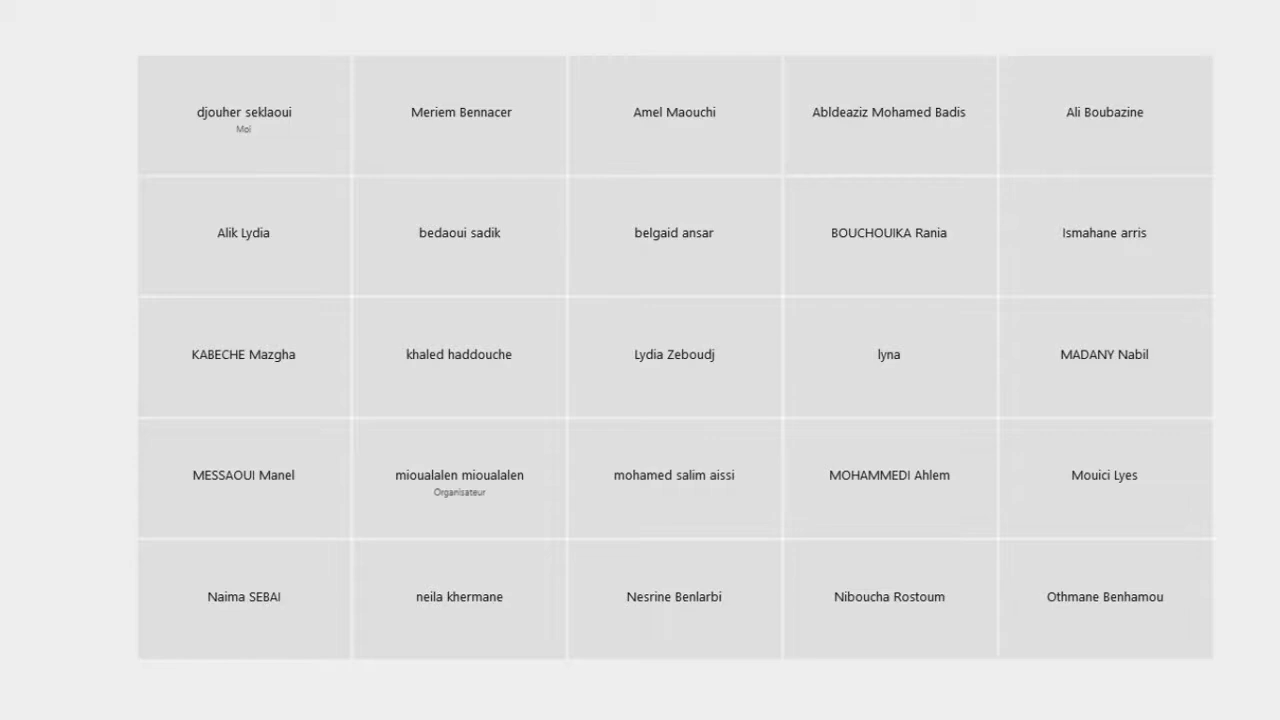 djouher seklaoui
Moi
Meriem Bennacer
Amel Maouchi
Abldeaziz Mohamed Badis
Ali Boubazine
Alik Lydia
bedaoui sadik
belgaid ansar
BOUCHOUIKA Rania
Ismahane arris
KABECHE Mazgha
khaled haddouche
Lydia Zeboudj
lyna
MADANY Nabil
MESSAOUI Manel
mioualalen mioualalen
Organisateur
mohamed salim aissi
MOHAMMEDI Ahlem
Mouici Lyes
Naima SEBAI
neila khermane
Nesrine Benlarbi
Niboucha Rostoum
Othmane Benhamou